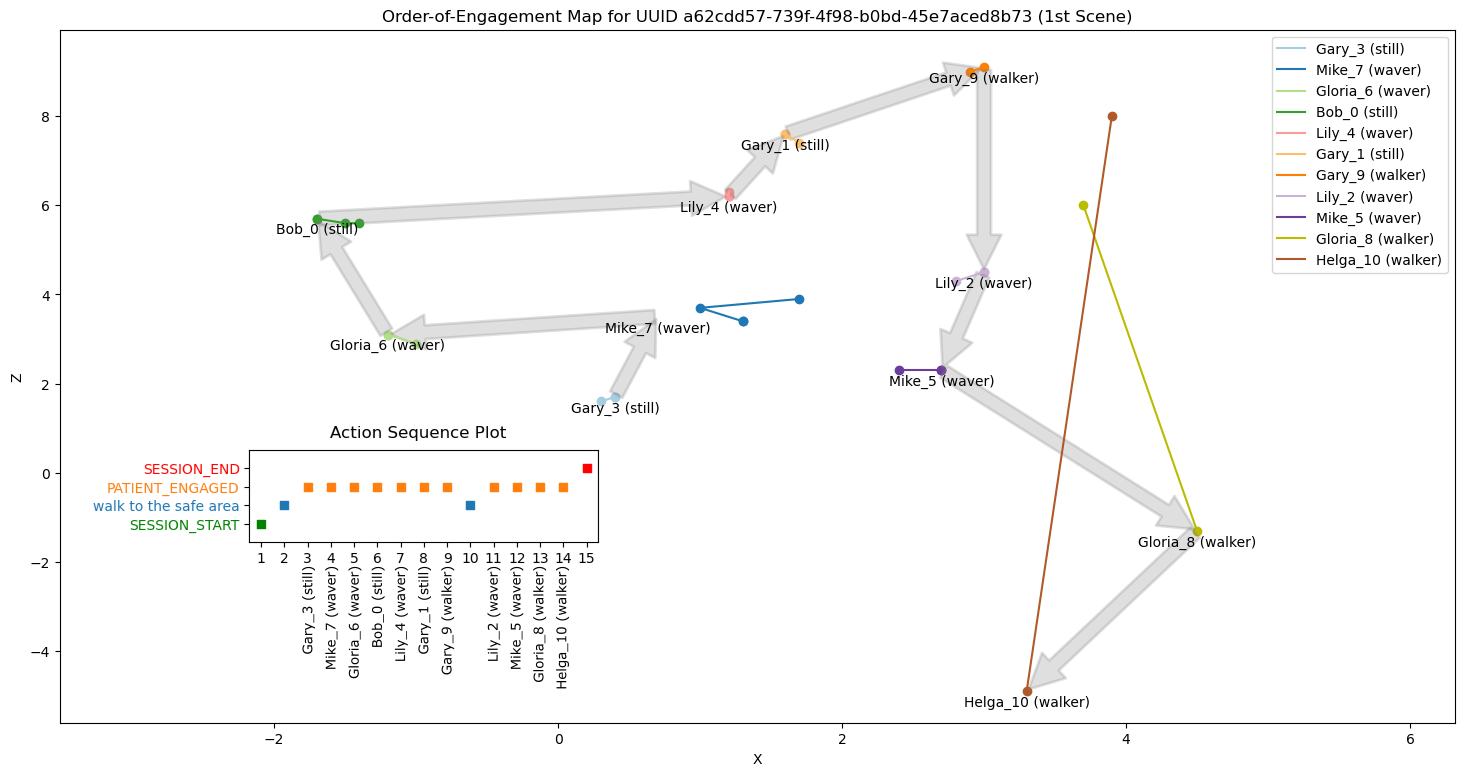 Order-of-Engagement Map for UUID a62cdd57-739f-4f98-b0bd-45e7aced8b73 (1st Scene)
Gary_3 (still)
Mike_7 (waver)
Gloria_6 (waver)
Bob_0 (still)
Lily_4 (waver)
Gary_1 (still)
Gary_9 (walker)
Lily_2 (waver)
Mike_5 (waver)
Gloria_8 (walker)
Helga_10 (walker)
Gary_9 (walker)
Gary_1 (still)
Lily_4 (waver)
Bob_0 (still)
Lily_2 (waver)
Mike_7 (waver)
Gloria_6 (waver)
Mike_5 (waver)
Gary_3 (still)
Gloria_8 (walker)
Helga_10 (walker)
8
6
4
2
0
−2
−4
Z
−2
0
2
4
6
X
Action Sequence Plot
SESSION_END
PATIENT_ENGAGED
walk to the safe area
SESSION_START
1
2
3
4
5
6
7
8
9
10
11
12
13
14
15
Gary_3 (still)
Mike_7 (waver)
Gloria_6 (waver)
Bob_0 (still)
Lily_4 (waver)
Gary_1 (still)
Gary_9 (walker)
Lily_2 (waver)
Mike_5 (waver)
Gloria_8 (walker)
Helga_10 (walker)